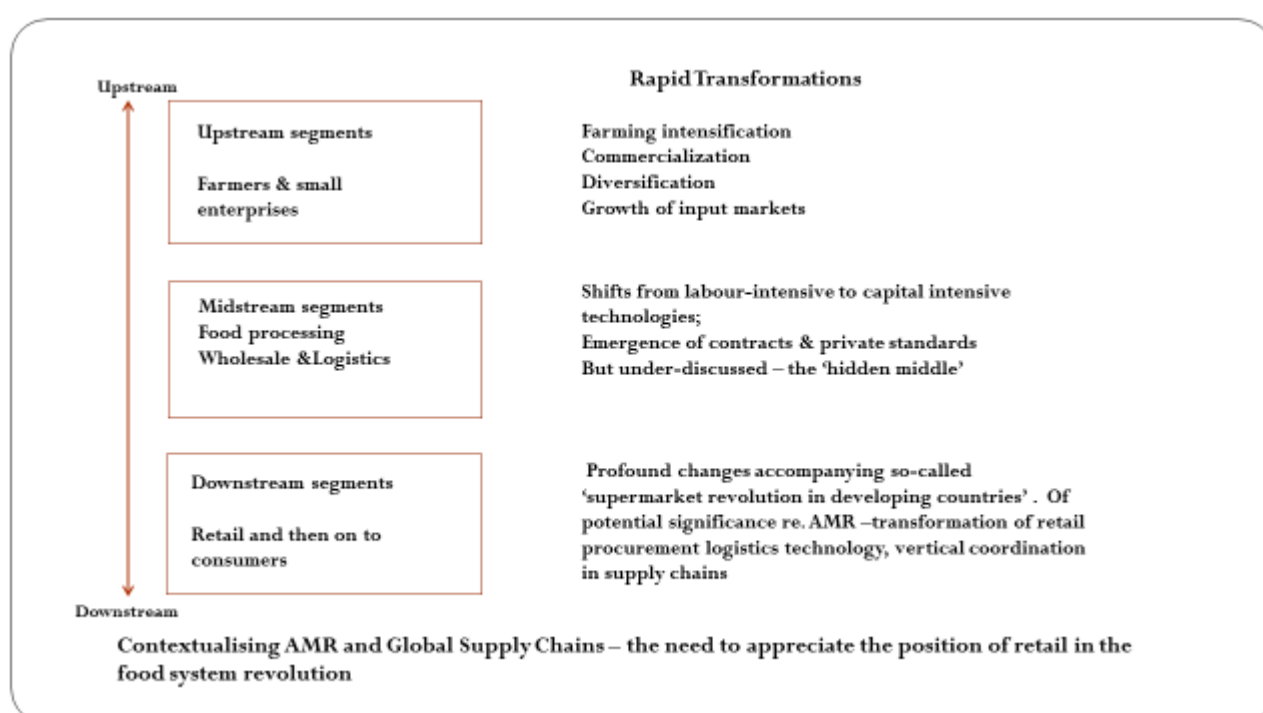 Rapid Transformations
Upstream
Upstream segments
Farmers & small
enterprises
Farming intensification
Commercialization
Diversification
Growth of input markets
Midstream segments
Food processing
Wholesale &Logistics
Shifts from labour-intensive to capital intensive
technologies;
Emergence of contracts & private standards
But under-discussed – the ‘hidden middle’
Downstream segments
Retail and then on to
consumers
Profound changes accompanying so-called
‘supermarket revolution in developing countries’ . Of
potential significance re. AMR –transformation of retail
procurement logistics technology, vertical coordination
in supply chains
Downstream
Contextualising AMR and Global Supply Chains – the need to appreciate the position of retail in the
food system revolution